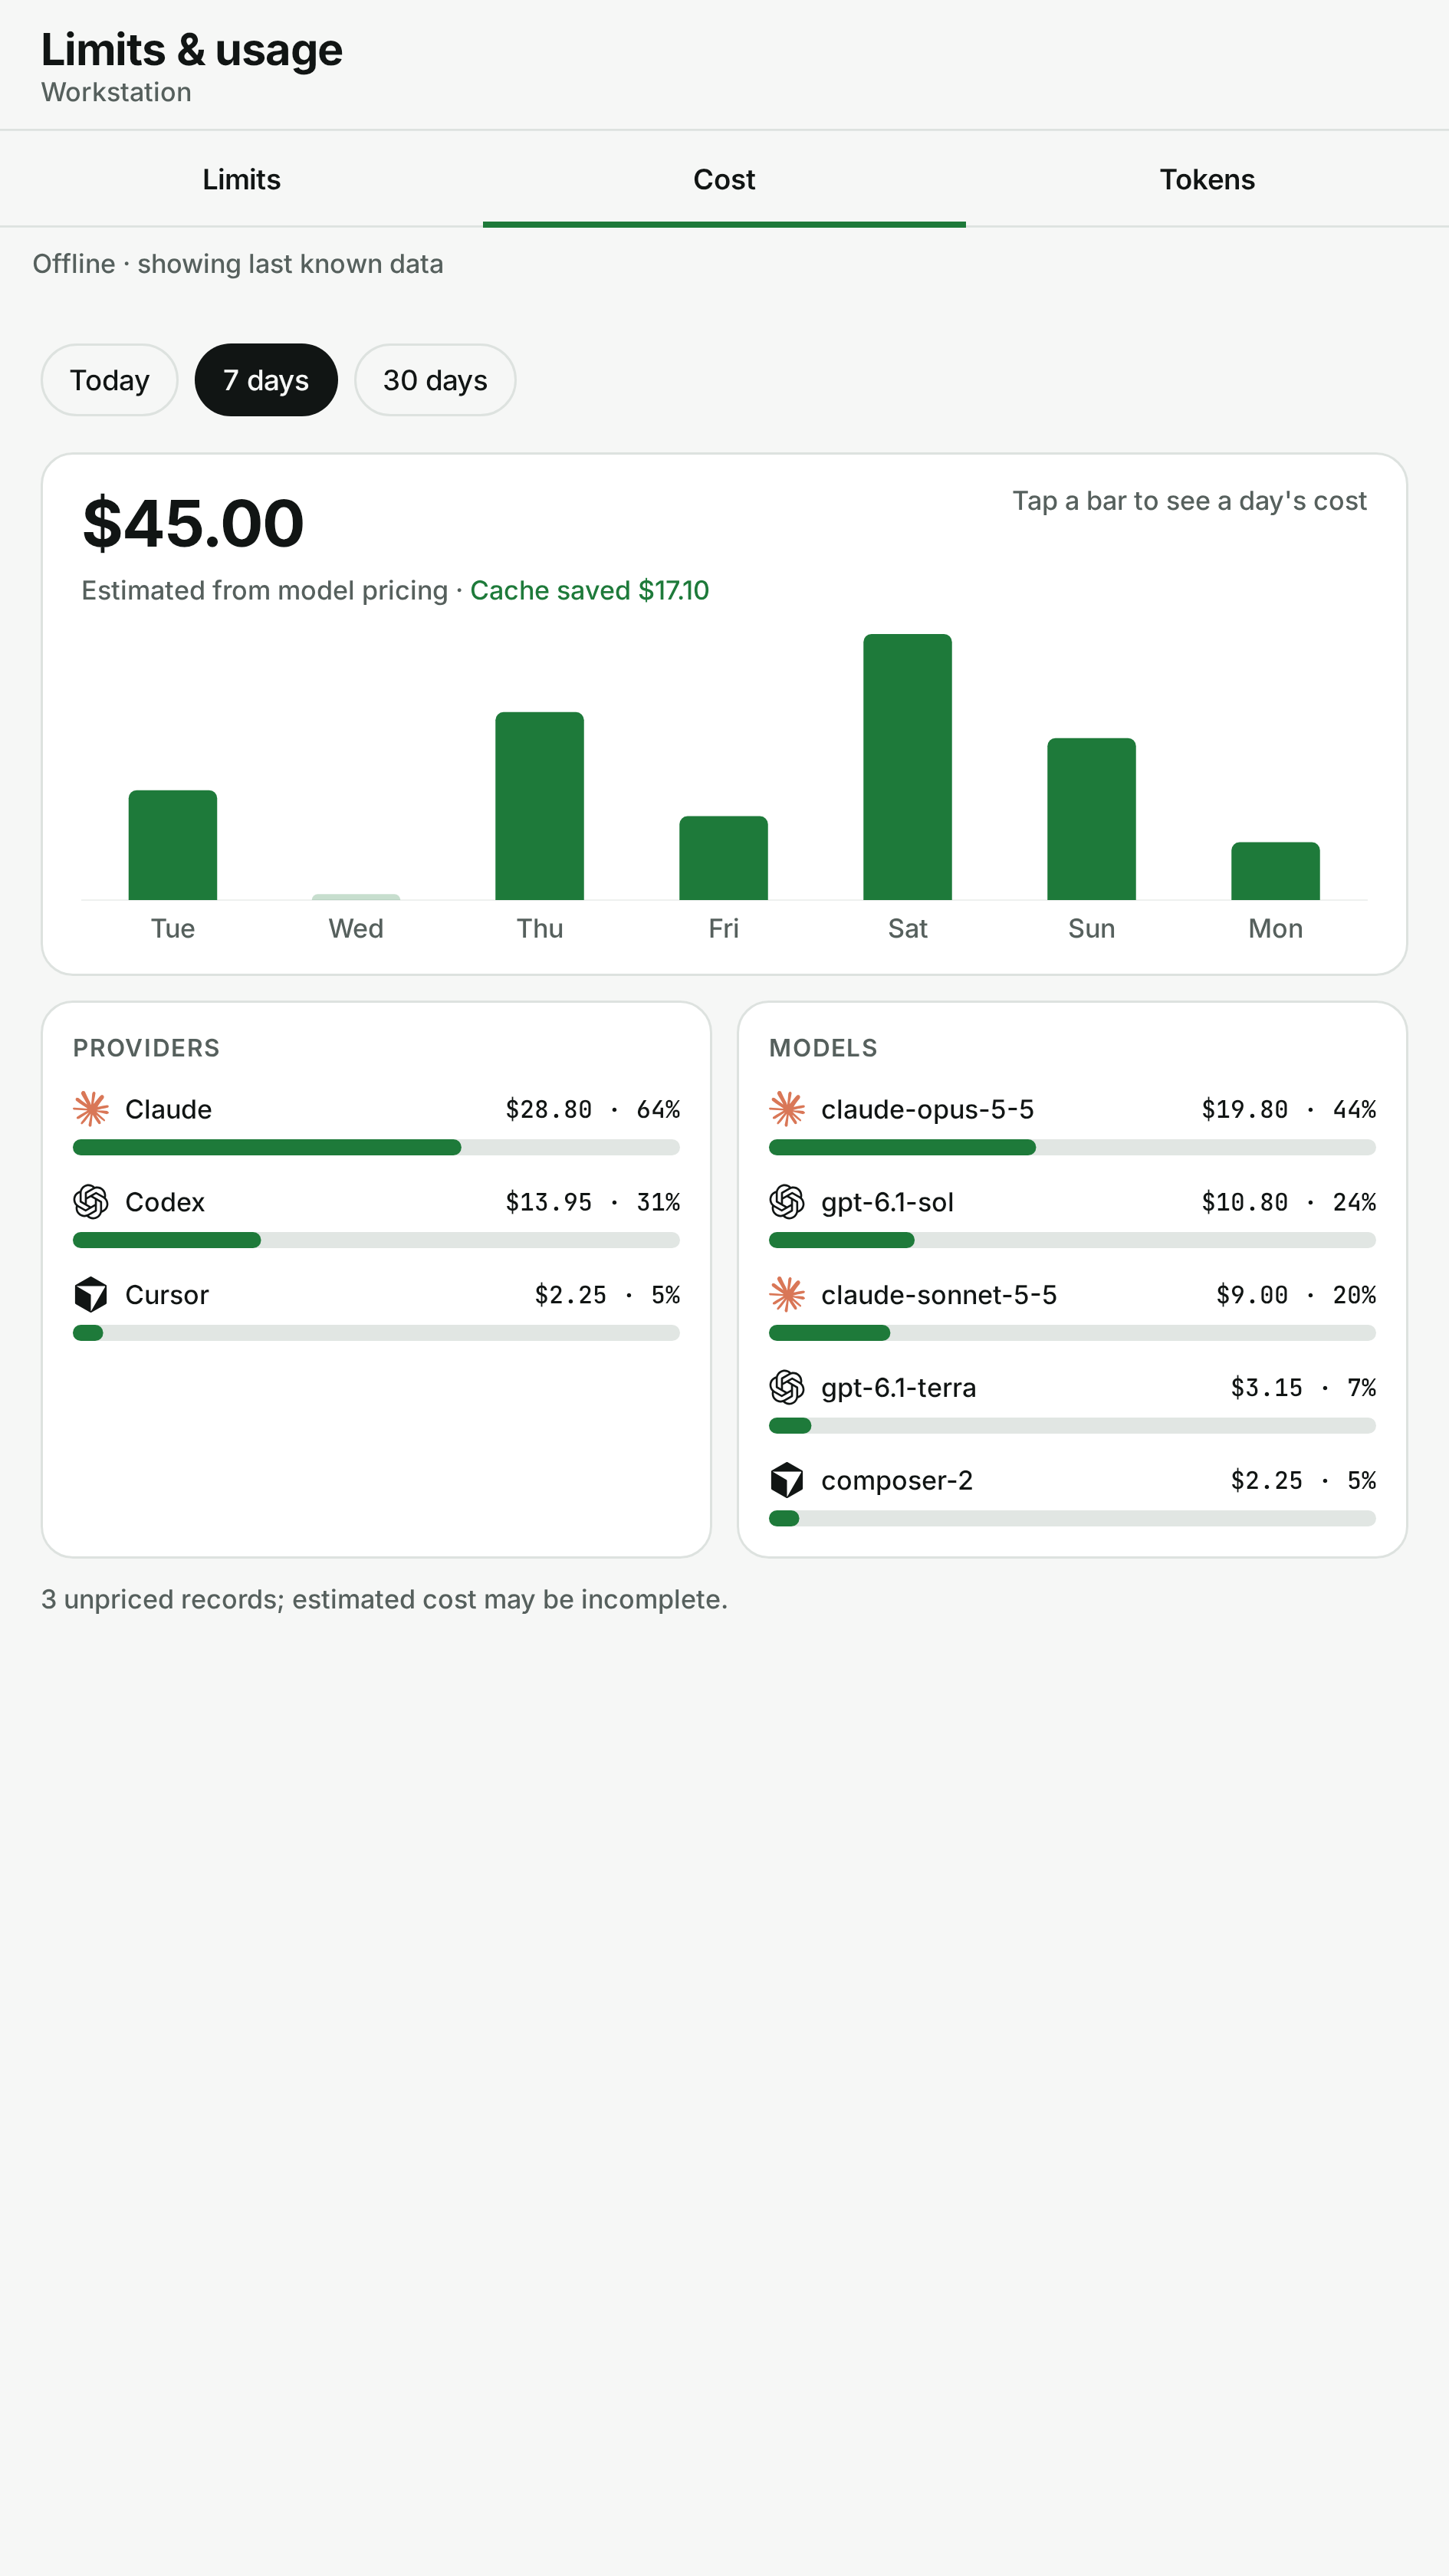 Limits & usage
Workstation
Limits Cost Tokens
Offline · showing last known data
Today 7 days 30 days
$45.00
Tap a bar to see a day's cost
Estimated from model pricing · Cache saved $17.10
Tue Wed Thu Fri Sat Sun Mon
PROVIDERS
Claude $28.80 · 64%
Codex $13.95 · 31%
Cursor $2.25 · 5%
MODELS
claude-opus-5-5 $19.80 · 44%
gpt-6.1-sol $10.80 · 24%
claude-sonnet-5-5 $9.00 · 20%
gpt-6.1-terra $3.15 · 7%
composer-2 $2.25 · 5%
3 unpriced records; estimated cost may be incomplete.